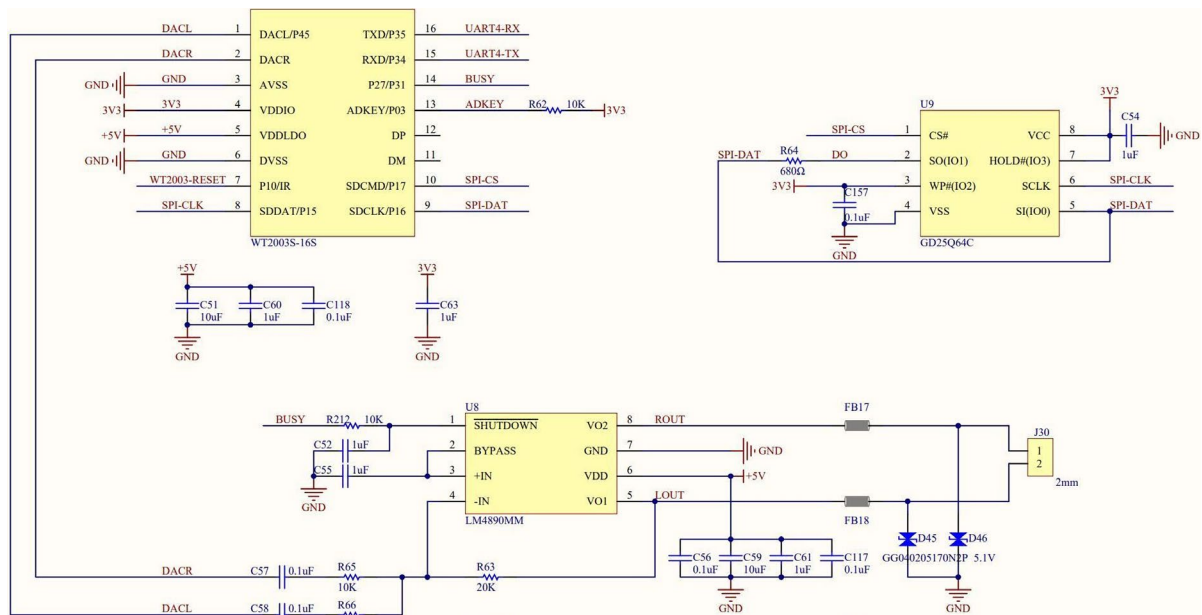 DACL 1 DACL/P45 TXD/P35 16 UART4-RX
DACR 2 DACR RXD/P34 15 UART4-TX
GND GND 3 AVSS P27/P31 14 BUSY
3V3 3V3 4 VDDIO ADKEY/P03 13 ADKEY R62 10K 3V3
+5V +5V 5 VDDLDO DP 12
GND GND 6 DVSS DM 11
WT2003-RESET 7 P10/IR SDCMD/P17 10 SPI-CS
SPI-CLK 8 SDDAT/P15 SDCLK/P16 9 SPI-DAT
WT2003S-16S
3V3
U9
C54
SPI-CS 1 CS# VCC 8 GND
1uF
SPI-DAT R64 DO 2 SO(IO1) HOLD#(IO3) 7
680Ω
3V3 3 WP#(IO2) SCLK 6 SPI-CLK
C157
0.1uF 4 VSS SI(IO0) 5 SPI-DAT
GND
GD25Q64C
+5V 3V3
C51 C60 C118 C63
10uF 1uF 0.1uF 1uF
GND GND
U8 FB17
BUSY R212 10K 1 SHUTDOWN VO2 8 ROUT J30
C52 1uF 2 BYPASS GND 7 GND 1
C55 1uF 3 +IN VDD 6 +5V 2
2mm
GND 4 -IN VO1 5 LOUT
LM4890MM FB18
D45 D46
GG040205170N2P 5.1V
C56 C59 C61 C117
0.1uF 10uF 1uF 0.1uF
GND GND
DACR C57 0.1uF R65 R63
10K 20K
DACL C58 0.1uF R66